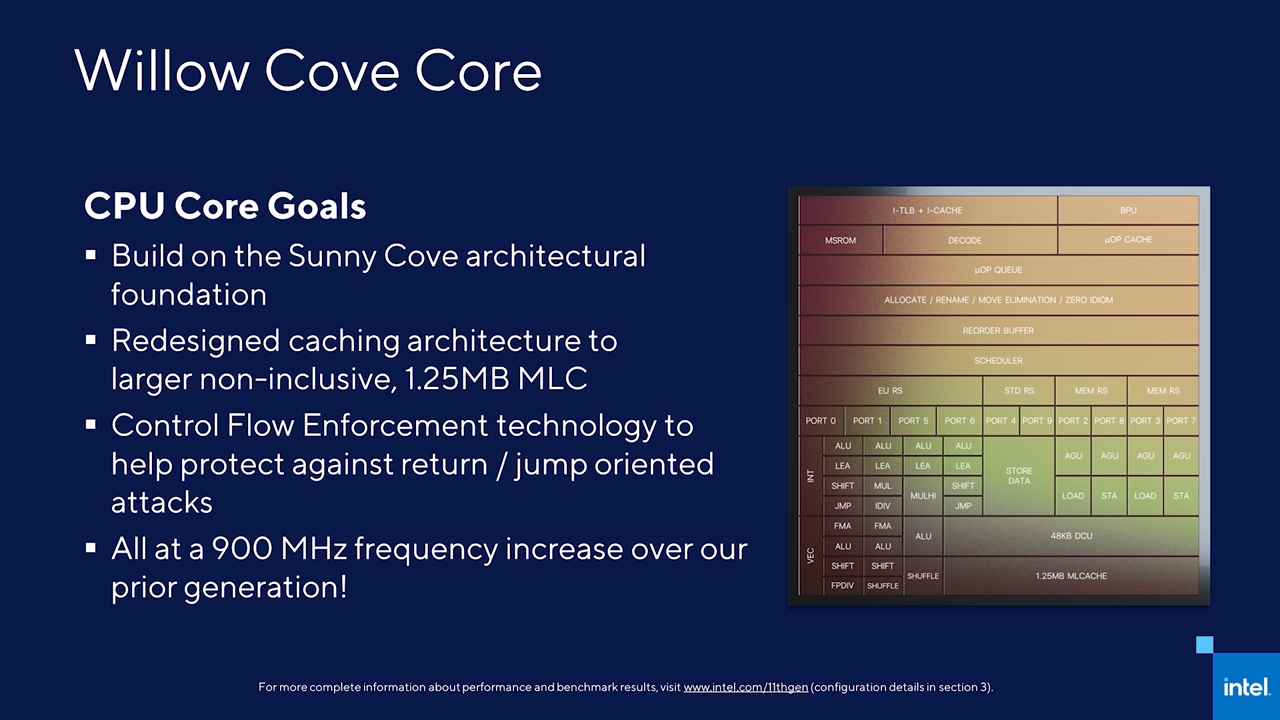 Willow Cove Core
CPU Core Goals
▪ Build on the Sunny Cove architectural
foundation
▪ Redesigned caching architecture to
larger non-inclusive, 1.25MB MLC
▪ Control Flow Enforcement technology to
help protect against return / jump oriented
attacks
▪ All at a 900 MHz frequency increase over our
prior generation!
I-TLB + I-CACHE BPU
MSROM DECODE µOP CACHE
µOP QUEUE
ALLOCATE / RENAME / MOVE ELIMINATION / ZERO IDIOM
REORDER BUFFER
SCHEDULER
EU RS STD RS MEM RS MEM RS
PORT 0 PORT 1 PORT 5 PORT 6 PORT 4 PORT 9 PORT 2 PORT 8 PORT 3 PORT 7
INT
ALU ALU ALU ALU
LEA LEA LEA LEA
SHIFT MUL MULHI SHIFT
JMP IDIV JMP
STORE
DATA
AGU AGU AGU AGU
LOAD STA LOAD STA
VEC
FMA FMA ALU
ALU ALU
SHIFT SHIFT SHUFFLE
FPDIV SHUFFLE
48KB DCU
1.25MB MLCACHE
For more complete information about performance and benchmark results, visit www.intel.com/11thgen (configuration details in section 3).
intel.